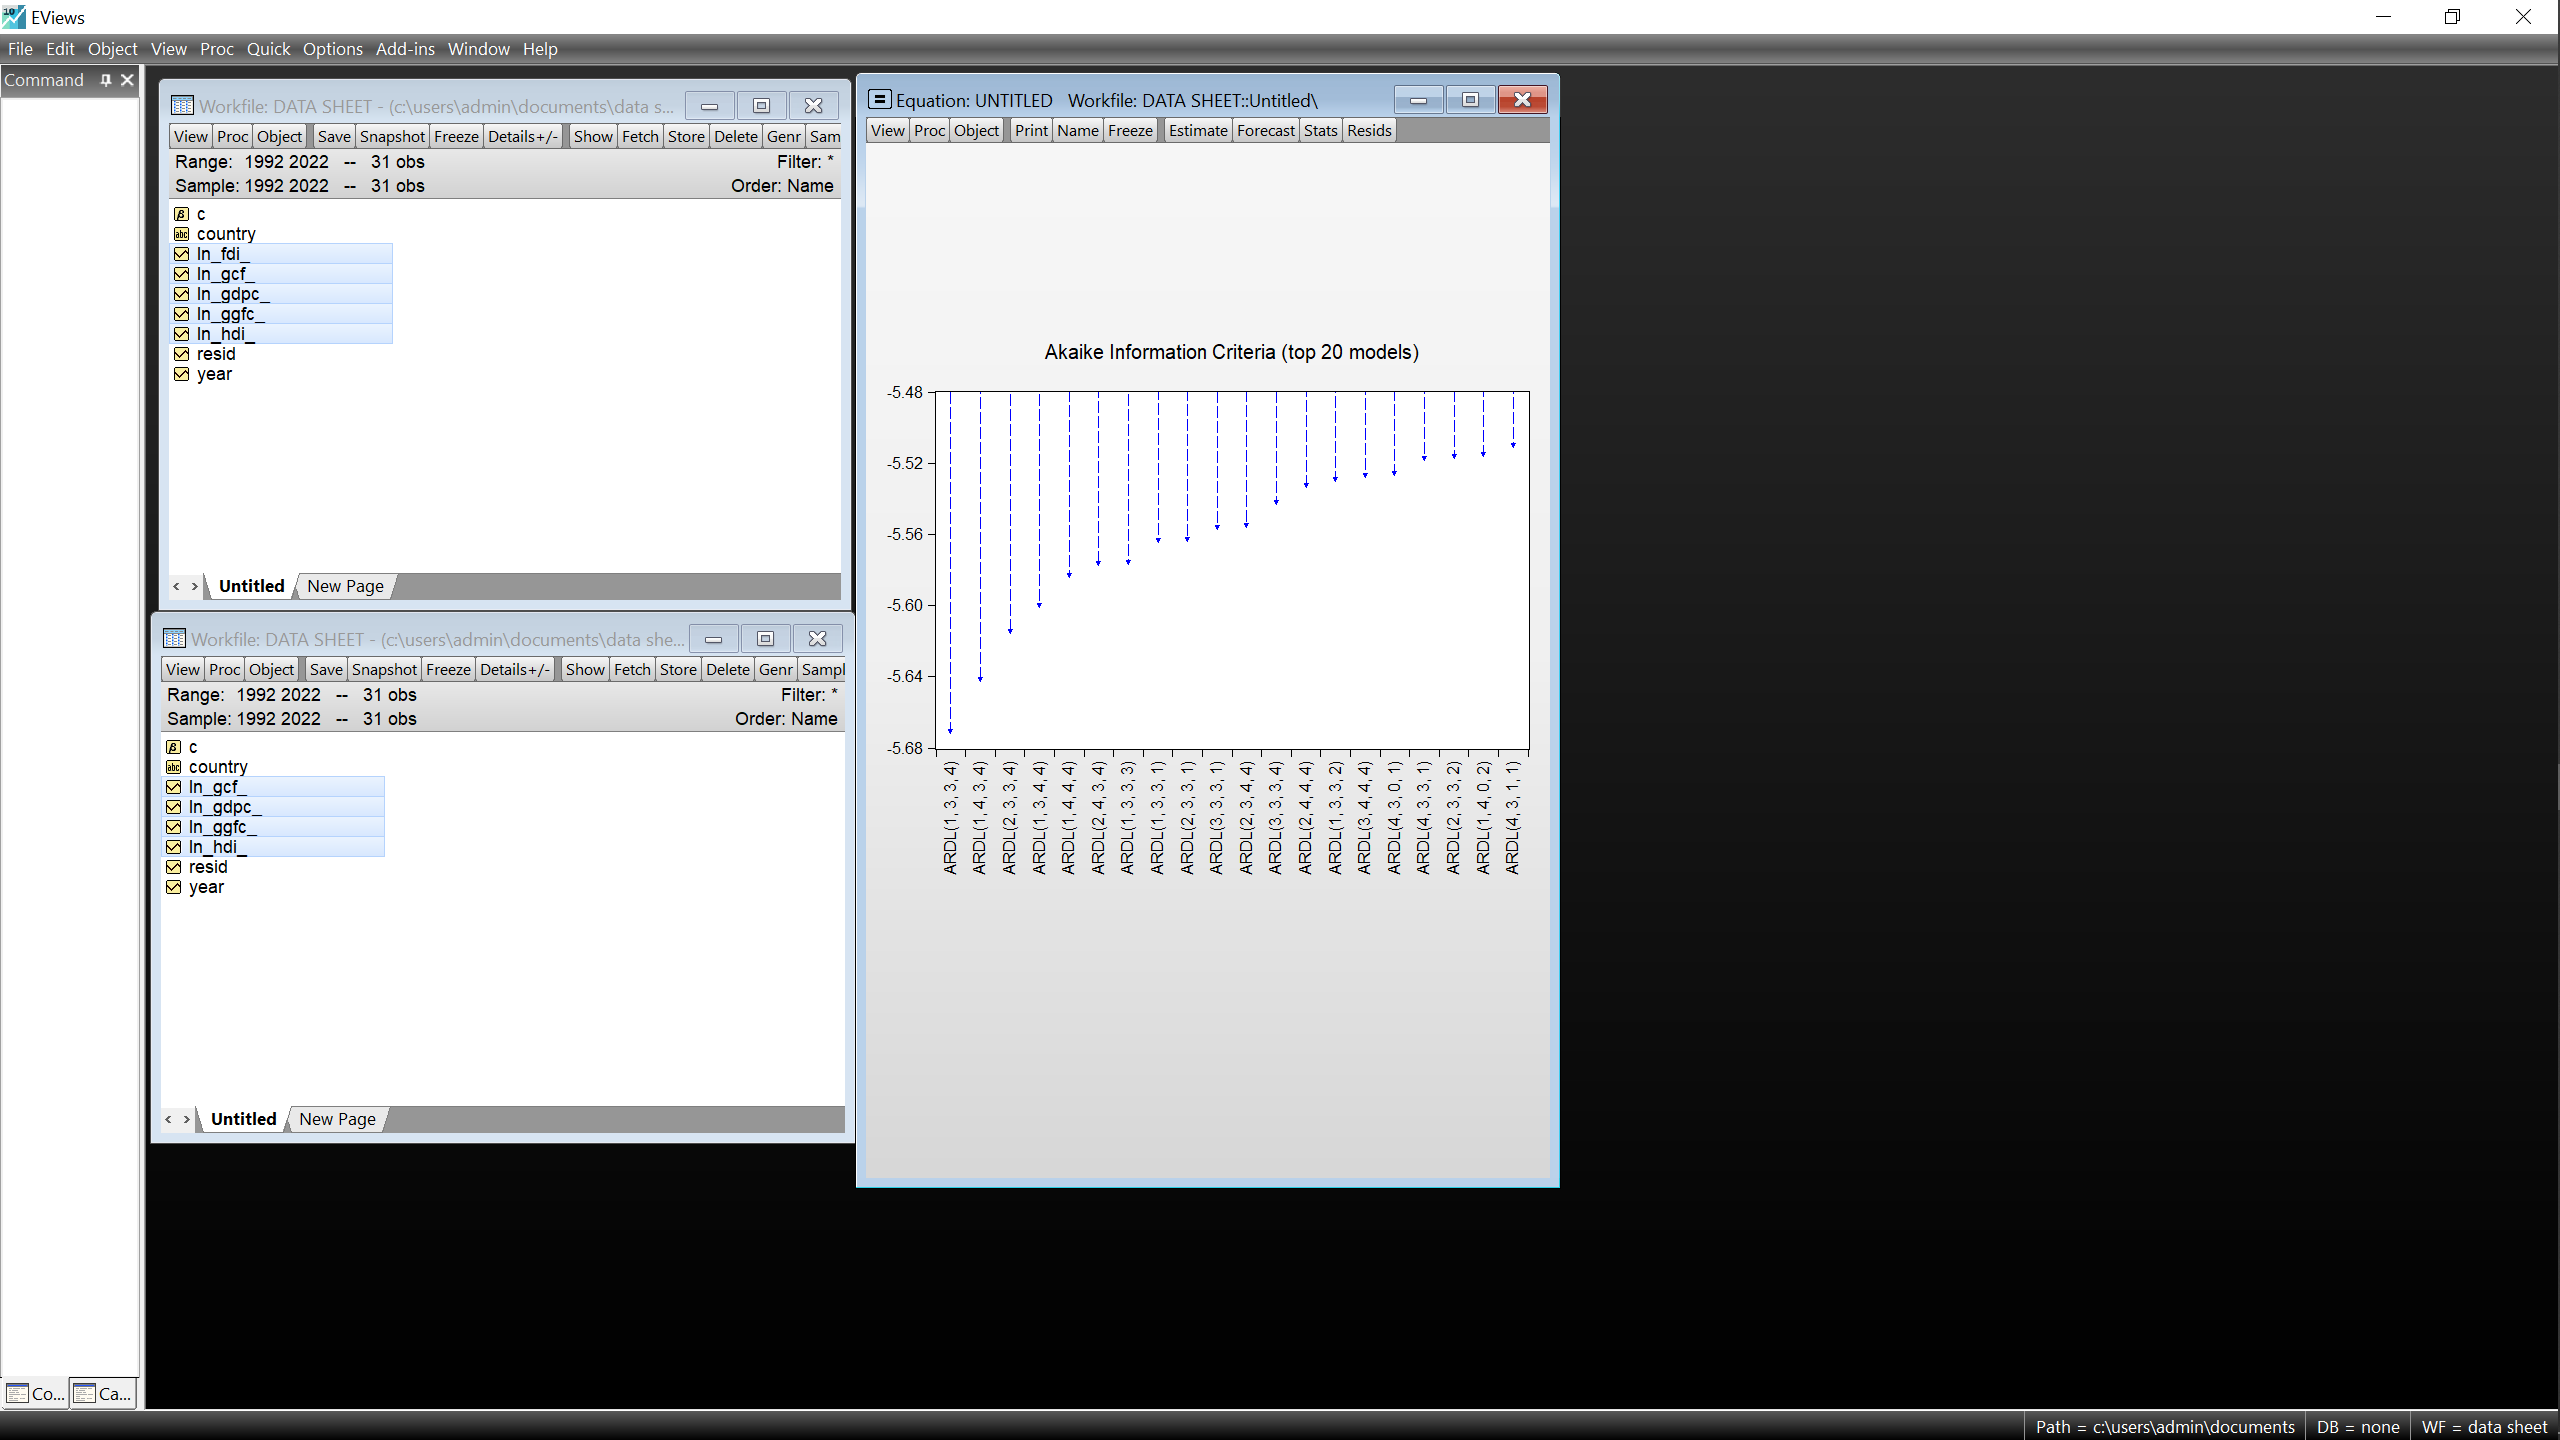 EViews
File Edit Object View Proc Quick Options Add-ins Window Help
Command
Workfile: DATA SHEET - (c:\users\admin\documents\data s...
View Proc Object Save Snapshot Freeze Details+/- Show Fetch Store Delete Genr Sam
Range: 1992 2022 -- 31 obs Filter: *
Sample: 1992 2022 -- 31 obs Order: Name
c
country
ln_fdi_
ln_gcf_
ln_gdpc_
ln_ggfc_
ln_hdi_
resid
year
Untitled New Page
Workfile: DATA SHEET - (c:\users\admin\documents\data she...
View Proc Object Save Snapshot Freeze Details+/- Show Fetch Store Delete Genr Sampl
Range: 1992 2022 -- 31 obs Filter: *
Sample: 1992 2022 -- 31 obs Order: Name
c
country
ln_gcf_
ln_gdpc_
ln_ggfc_
ln_hdi_
resid
year
Untitled New Page
Equation: UNTITLED Workfile: DATA SHEET::Untitled\
View Proc Object Print Name Freeze Estimate Forecast Stats Resids
Akaike Information Criteria (top 20 models)
-5.48
-5.52
-5.56
-5.60
-5.64
-5.68
ARDL(1, 3, 3, 4)
ARDL(1, 4, 3, 4)
ARDL(2, 3, 3, 4)
ARDL(1, 3, 4, 4)
ARDL(1, 4, 4, 4)
ARDL(2, 4, 3, 4)
ARDL(1, 3, 3, 3)
ARDL(1, 3, 3, 1)
ARDL(2, 3, 3, 1)
ARDL(3, 3, 3, 1)
ARDL(2, 3, 4, 4)
ARDL(3, 3, 3, 4)
ARDL(2, 4, 4, 4)
ARDL(1, 3, 3, 2)
ARDL(3, 4, 4, 4)
ARDL(4, 3, 0, 1)
ARDL(4, 3, 3, 1)
ARDL(2, 3, 3, 2)
ARDL(1, 4, 0, 2)
ARDL(4, 3, 1, 1)
Co... Ca...
Path = c:\users\admin\documents DB = none WF = data sheet